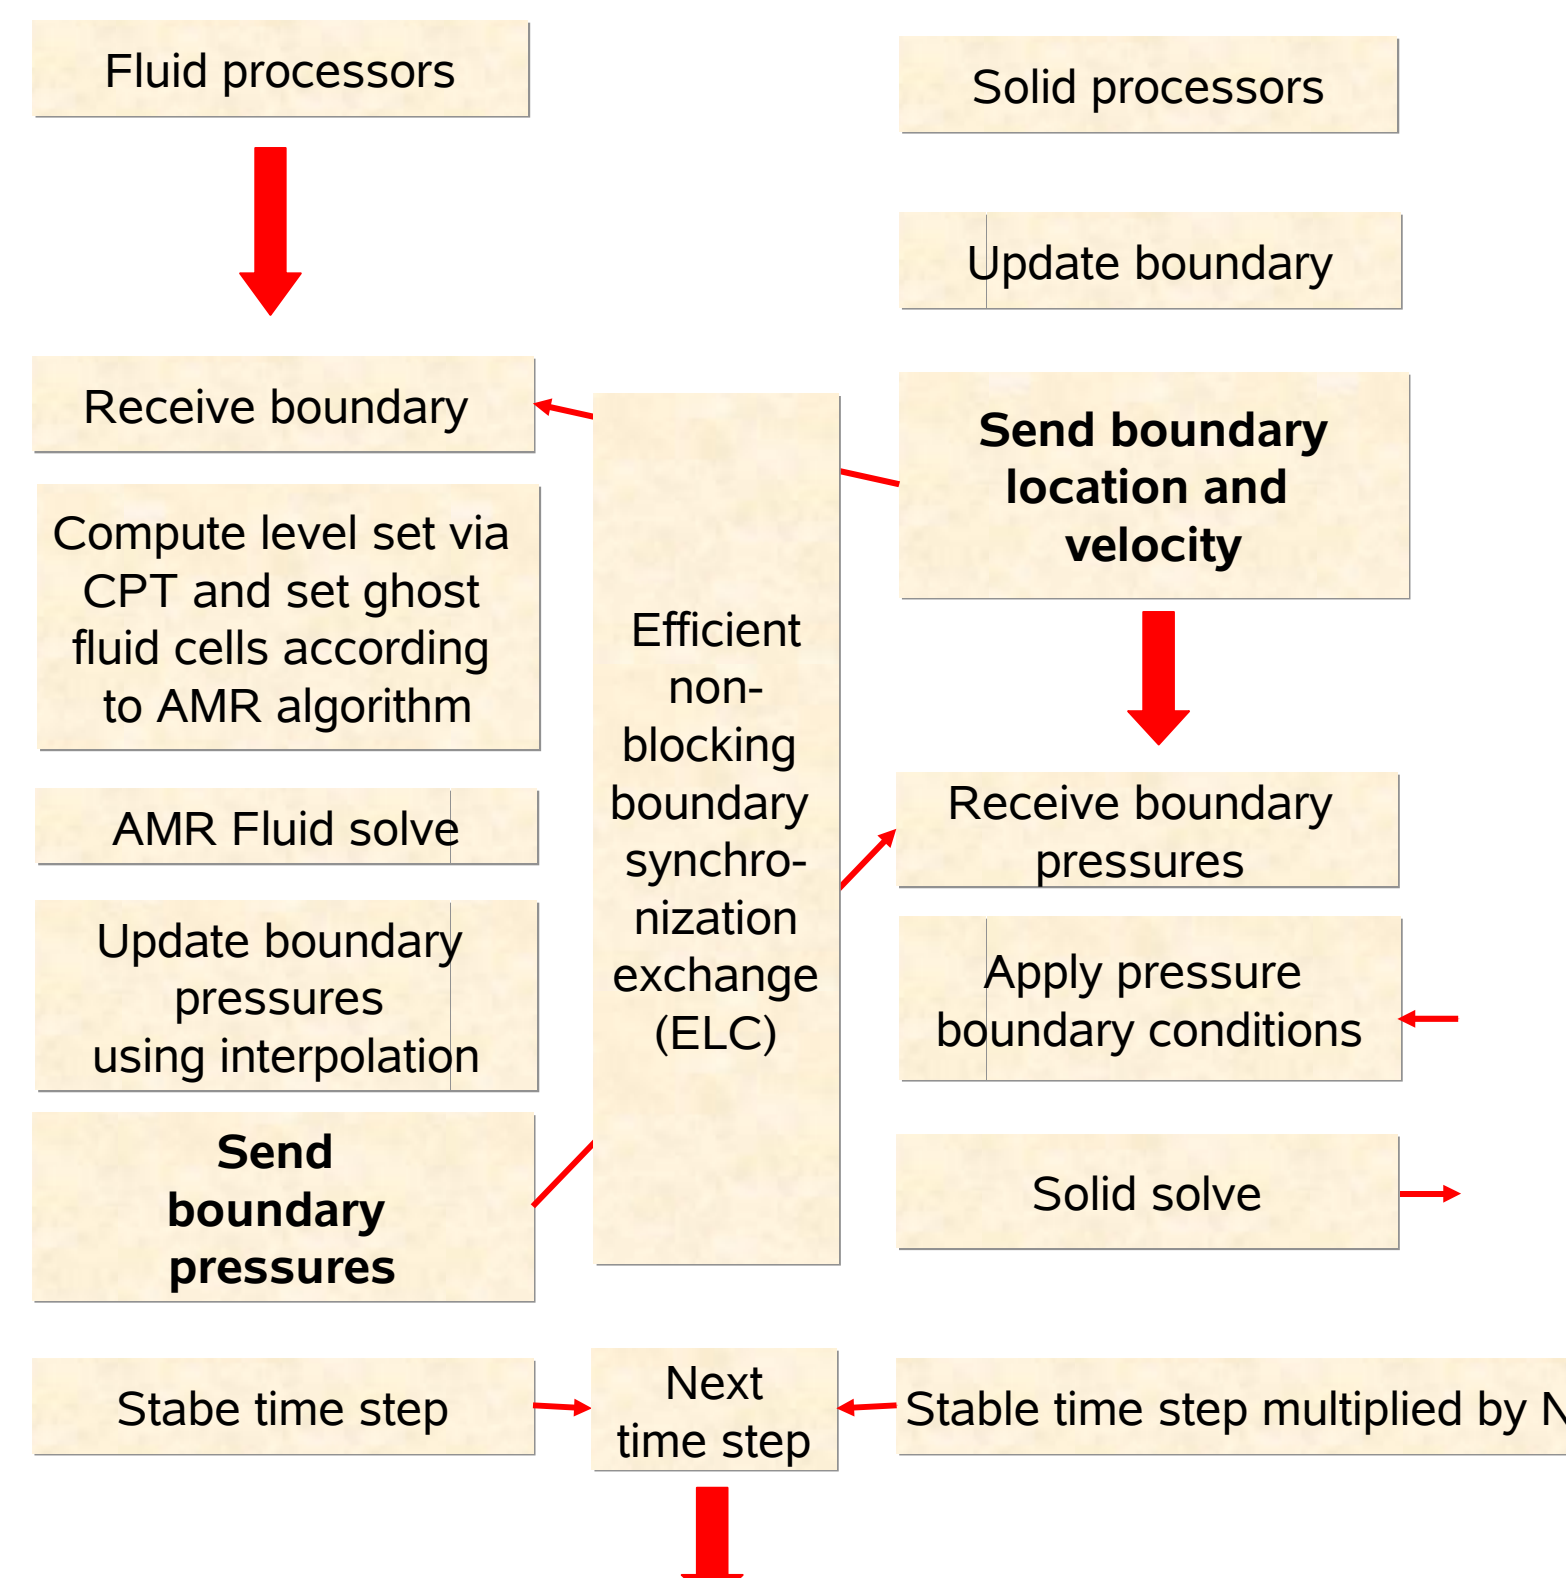 Fluid processors
Solid processors
Update boundary
Receive boundary
Send boundary
location and
velocity
Compute level set via
CPT and set ghost
fluid cells according
to AMR algorithm
Efficient
non-
blocking
boundary
synchro-
nization
exchange
(ELC)
AMR Fluid solve
Receive boundary
pressures
Update boundary
pressures
using interpolation
Apply pressure
boundary conditions
Send
boundary
pressures
Solid solve
Stabe time step
Next
time step
Stable time step multiplied by N